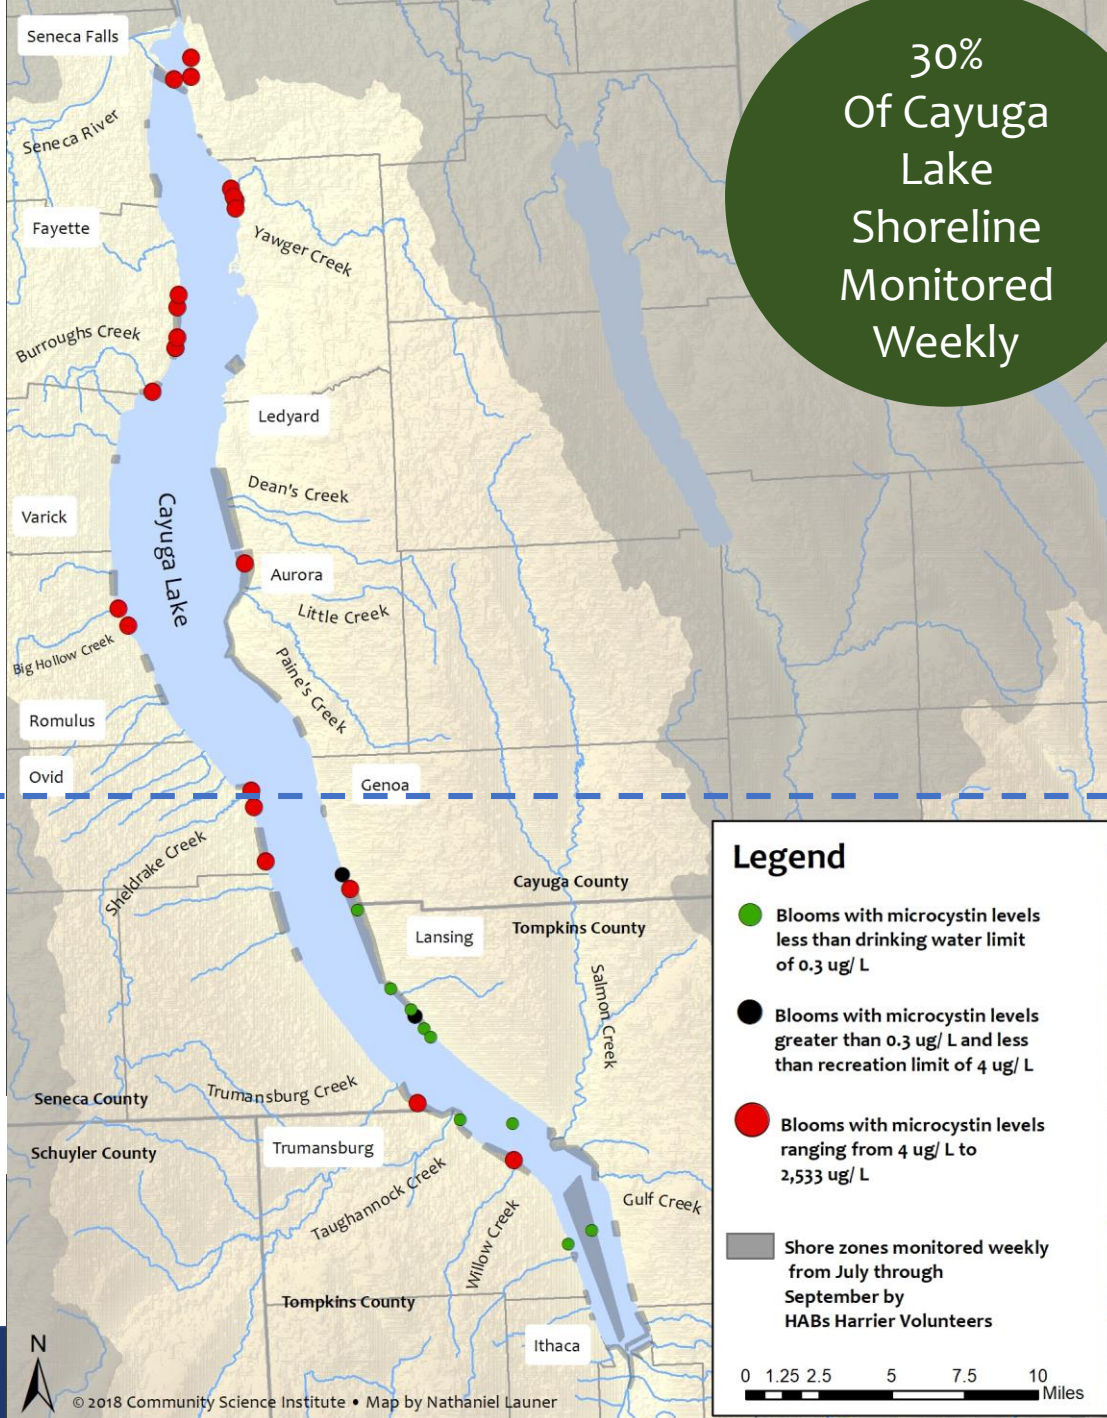 Seneca Falls
30%
Of Cayuga
Lake
Shoreline
Monitored
Weekly
Seneca River
Fayette
Yawger Creek
Burroughs Creek
Ledyard
Dean's Creek
Varick
Cayuga Lake
Aurora
Little Creek
Big Hollow Creek
Paine's Creek
Romulus
Ovid
Genoa
Sheldrake Creek
Cayuga County
Tompkins County
Lansing
Salmon Creek
Seneca County
Trumansburg Creek
Schuyler County
Trumansburg
Taughannock Creek
Willow Creek
Gulf Creek
Tompkins County
Ithaca
Legend
Blooms with microcystin levels
less than drinking water limit
of 0.3 ug/ L
Blooms with microcystin levels
greater than 0.3 ug/ L and less
than recreation limit of 4 ug/ L
Blooms with microcystin levels
ranging from 4 ug/ L to
2,533 ug/ L
Shore zones monitored weekly
from July through
September by
HABs Harrier Volunteers
0 1.25 2.5 5 7.5 10
Miles
N
© 2018 Community Science Institute • Map by Nathaniel Launer